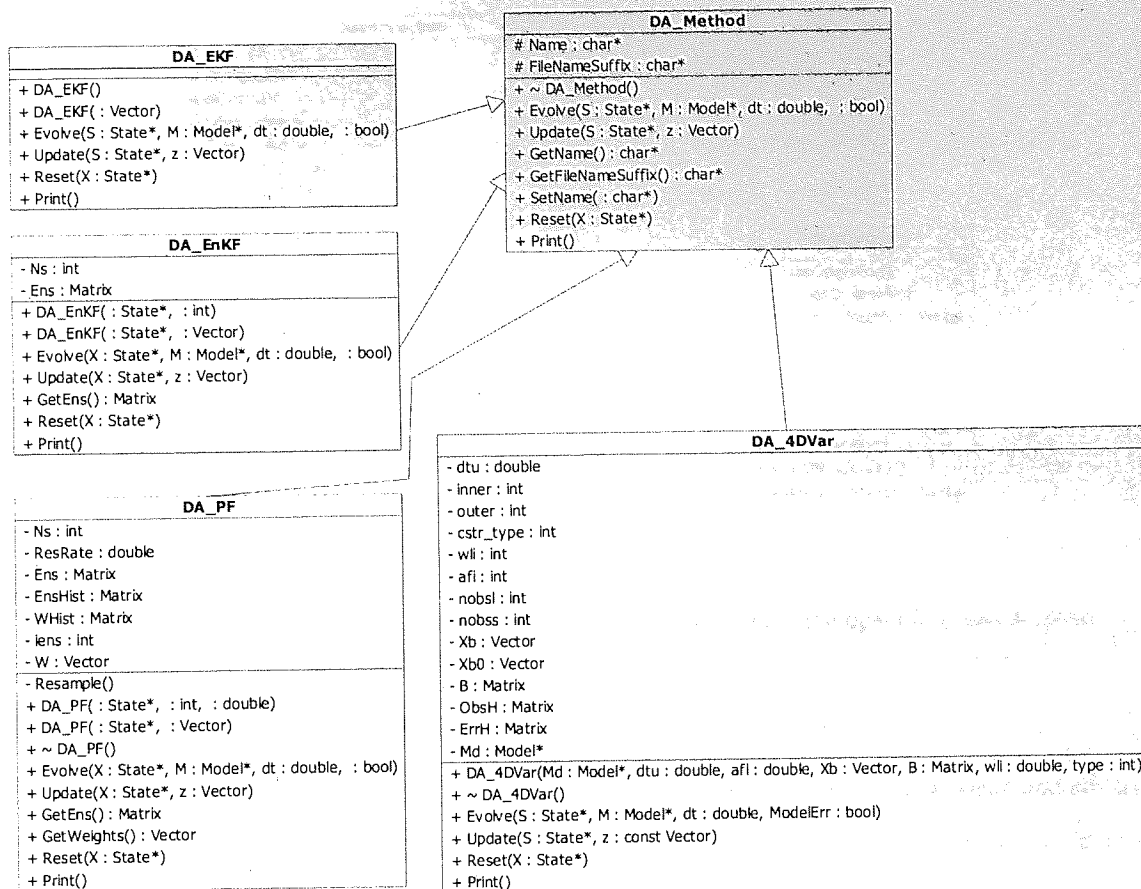 DA_Method
# Name : char*
# FileNameSuffix : char*
+ ~ DA_Method()
+ Evolve(S : State*, M : Model*, dt : double, : bool)
+ Update(S : State*, z : Vector)
+ GetName() : char*
+ GetFileNameSuffix() : char*
+ SetName( : char*)
+ Reset(X : State*)
+ Print()
DA_EKF
+ DA_EKF()
+ DA_EKF( : Vector)
+ Evolve(S : State*, M : Model*, dt : double, : bool)
+ Update(S : State*, z : Vector)
+ Reset(X : State*)
+ Print()
DA_EnKF
- Ns : int
- Ens : Matrix
+ DA_EnKF( : State*, : int)
+ DA_EnKF( : State*, : Vector)
+ Evolve(X : State*, M : Model*, dt : double, : bool)
+ Update(X : State*, z : Vector)
+ GetEns() : Matrix
+ Reset(X : State*)
+ Print()
DA_PF
- Ns : int
- ResRate : double
- Ens : Matrix
- EnsHist : Matrix
- WHist : Matrix
- iens : int
- W : Vector
- Resample()
+ DA_PF( : State*, : int, : double)
+ DA_PF( : State*, : Vector)
+ ~ DA_PF()
+ Evolve(X : State*, M : Model*, dt : double, : bool)
+ Update(X : State*, z : Vector)
+ GetEns() : Matrix
+ GetWeights() : Vector
+ Reset(X : State*)
+ Print()
DA_4DVar
- dtu : double
- inner : int
- outer : int
- cstr_type : int
- wli : int
- afi : int
- nobsl : int
- nobss : int
- Xb : Vector
- Xb0 : Vector
- B : Matrix
- ObsH : Matrix
- ErrH : Matrix
- Md : Model*
+ DA_4DVar(Md : Model*, dtu : double, afi : double, Xb : Vector, B : Matrix, wli : double, type : int)
+ ~ DA_4DVar()
+ Evolve(S : State*, M : Model*, dt : double, ModelErr : bool)
+ Update(S : State*, z : const Vector)
+ Reset(X : State*)
+ Print()